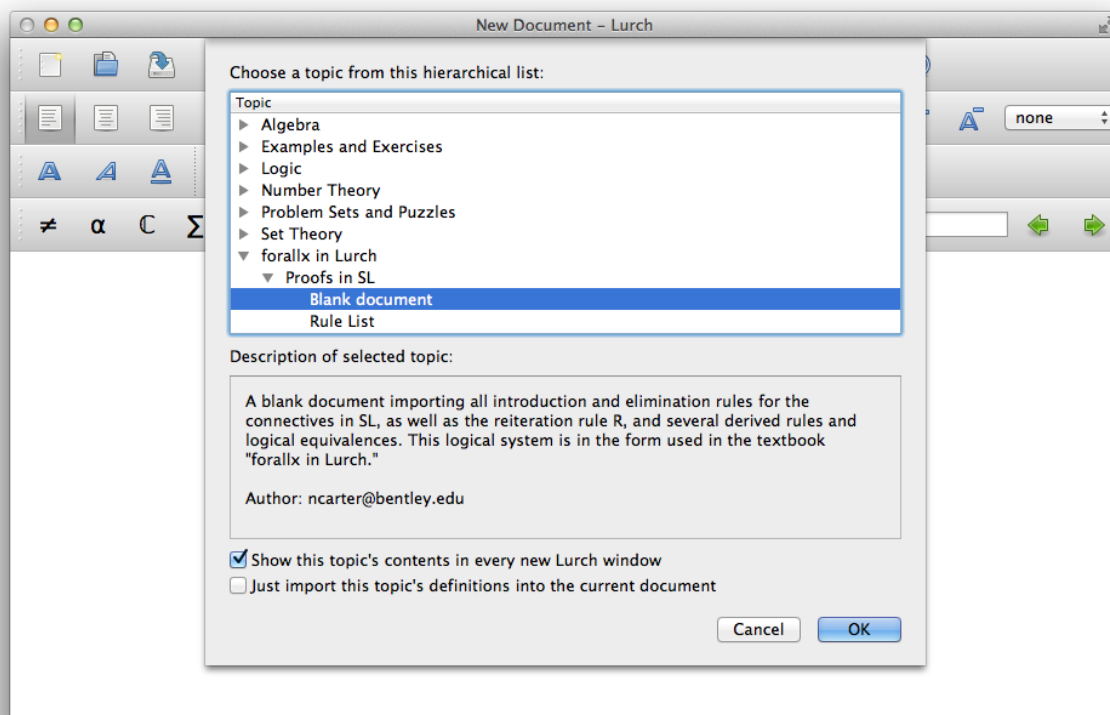 New Document – Lurch
Choose a topic from this hierarchical list:
Topic
Algebra
Examples and Exercises
Logic
Number Theory
Problem Sets and Puzzles
Set Theory
forallx in Lurch
Proofs in SL
Blank document
Rule List
none
A A A A
≠ α ℂ Σ
Description of selected topic:
A blank document importing all introduction and elimination rules for the
connectives in SL, as well as the reiteration rule R, and several derived rules and
logical equivalences. This logical system is in the form used in the textbook
"forallx in Lurch."
Author: ncarter@bentley.edu
Show this topic's contents in every new Lurch window
Just import this topic's definitions into the current document
Cancel OK